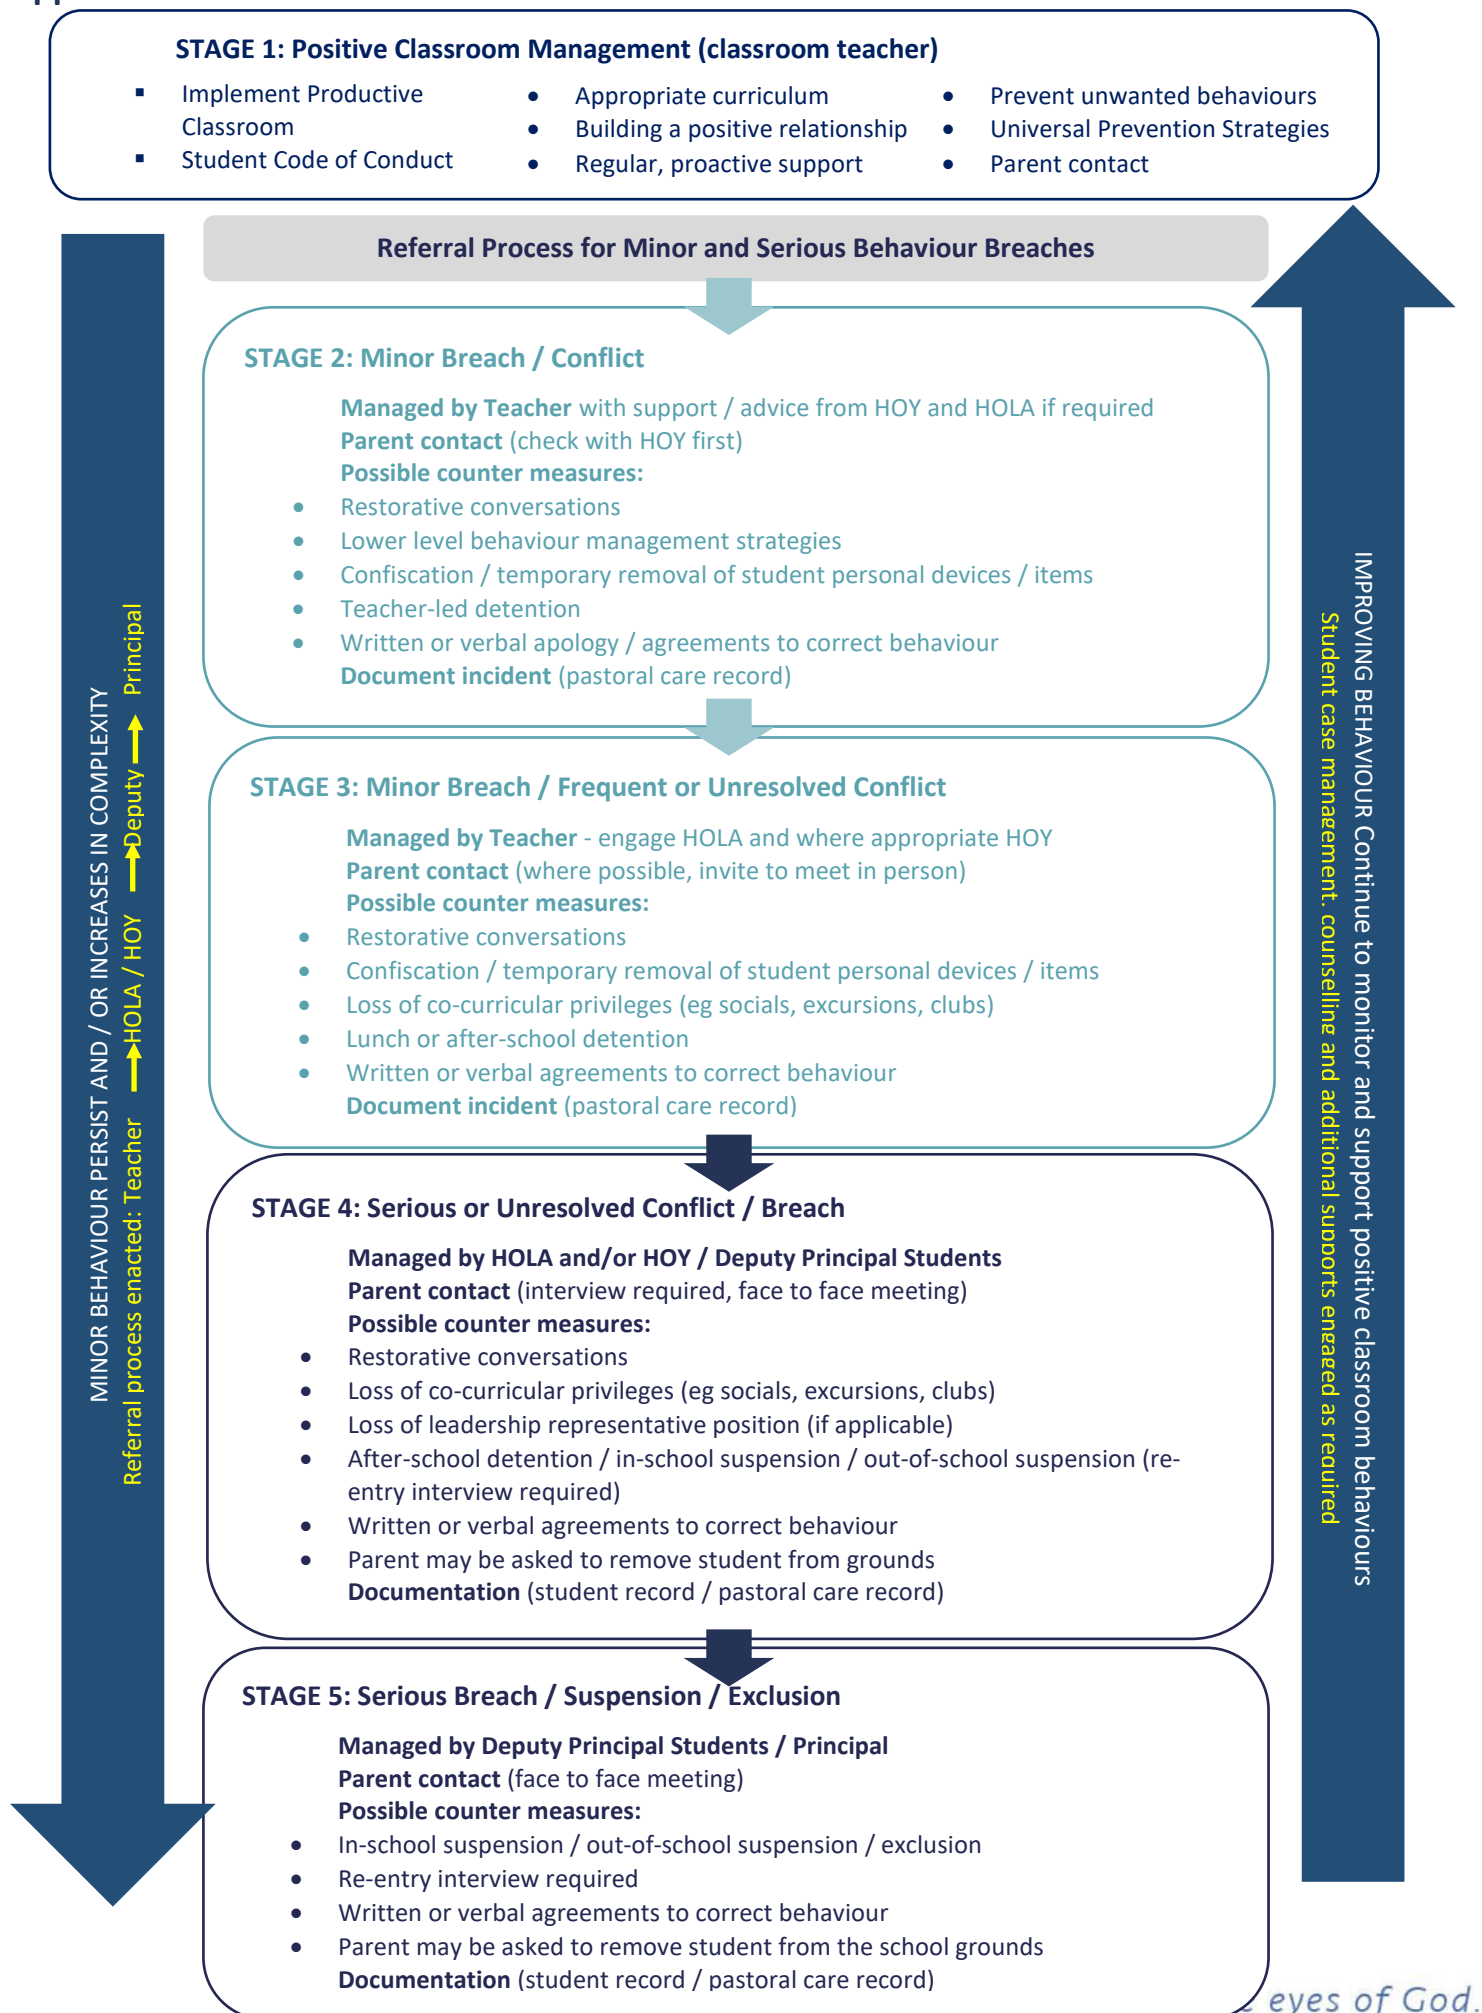 STAGE 1: Positive Classroom Management (classroom teacher)
▪ Implement Productive
Classroom
▪ Student Code of Conduct
• Appropriate curriculum
• Building a positive relationship
• Regular, proactive support
• Prevent unwanted behaviours
• Universal Prevention Strategies
• Parent contact
Referral Process for Minor and Serious Behaviour Breaches
MINOR BEHAVIOUR PERSIST AND / OR INCREASES IN COMPLEXITY
Referral process enacted: Teacher HOLA / HOY Deputy Principal
STAGE 2: Minor Breach / Conflict
Managed by Teacher with support / advice from HOY and HOLA if required
Parent contact (check with HOY first)
Possible counter measures:
• Restorative conversations
• Lower level behaviour management strategies
• Confiscation / temporary removal of student personal devices / items
• Teacher-led detention
• Written or verbal apology / agreements to correct behaviour
Document incident (pastoral care record)
STAGE 3: Minor Breach / Frequent or Unresolved Conflict
Managed by Teacher - engage HOLA and where appropriate HOY
Parent contact (where possible, invite to meet in person)
Possible counter measures:
• Restorative conversations
• Confiscation / temporary removal of student personal devices / items
• Loss of co-curricular privileges (eg socials, excursions, clubs)
• Lunch or after-school detention
• Written or verbal agreements to correct behaviour
Document incident (pastoral care record)
STAGE 4: Serious or Unresolved Conflict / Breach
Managed by HOLA and/or HOY / Deputy Principal Students
Parent contact (interview required, face to face meeting)
Possible counter measures:
• Restorative conversations
• Loss of co-curricular privileges (eg socials, excursions, clubs)
• Loss of leadership representative position (if applicable)
• After-school detention / in-school suspension / out-of-school suspension (re-
entry interview required)
• Written or verbal agreements to correct behaviour
• Parent may be asked to remove student from grounds
Documentation (student record / pastoral care record)
STAGE 5: Serious Breach / Suspension / Exclusion
Managed by Deputy Principal Students / Principal
Parent contact (face to face meeting)
Possible counter measures:
• In-school suspension / out-of-school suspension / exclusion
• Re-entry interview required
• Written or verbal agreements to correct behaviour
• Parent may be asked to remove student from the school grounds
Documentation (student record / pastoral care record)
IMPROVING BEHAVIOUR Continue to monitor and support positive classroom behaviours
Student case management, counselling and additional supports engaged as required
eyes of God.